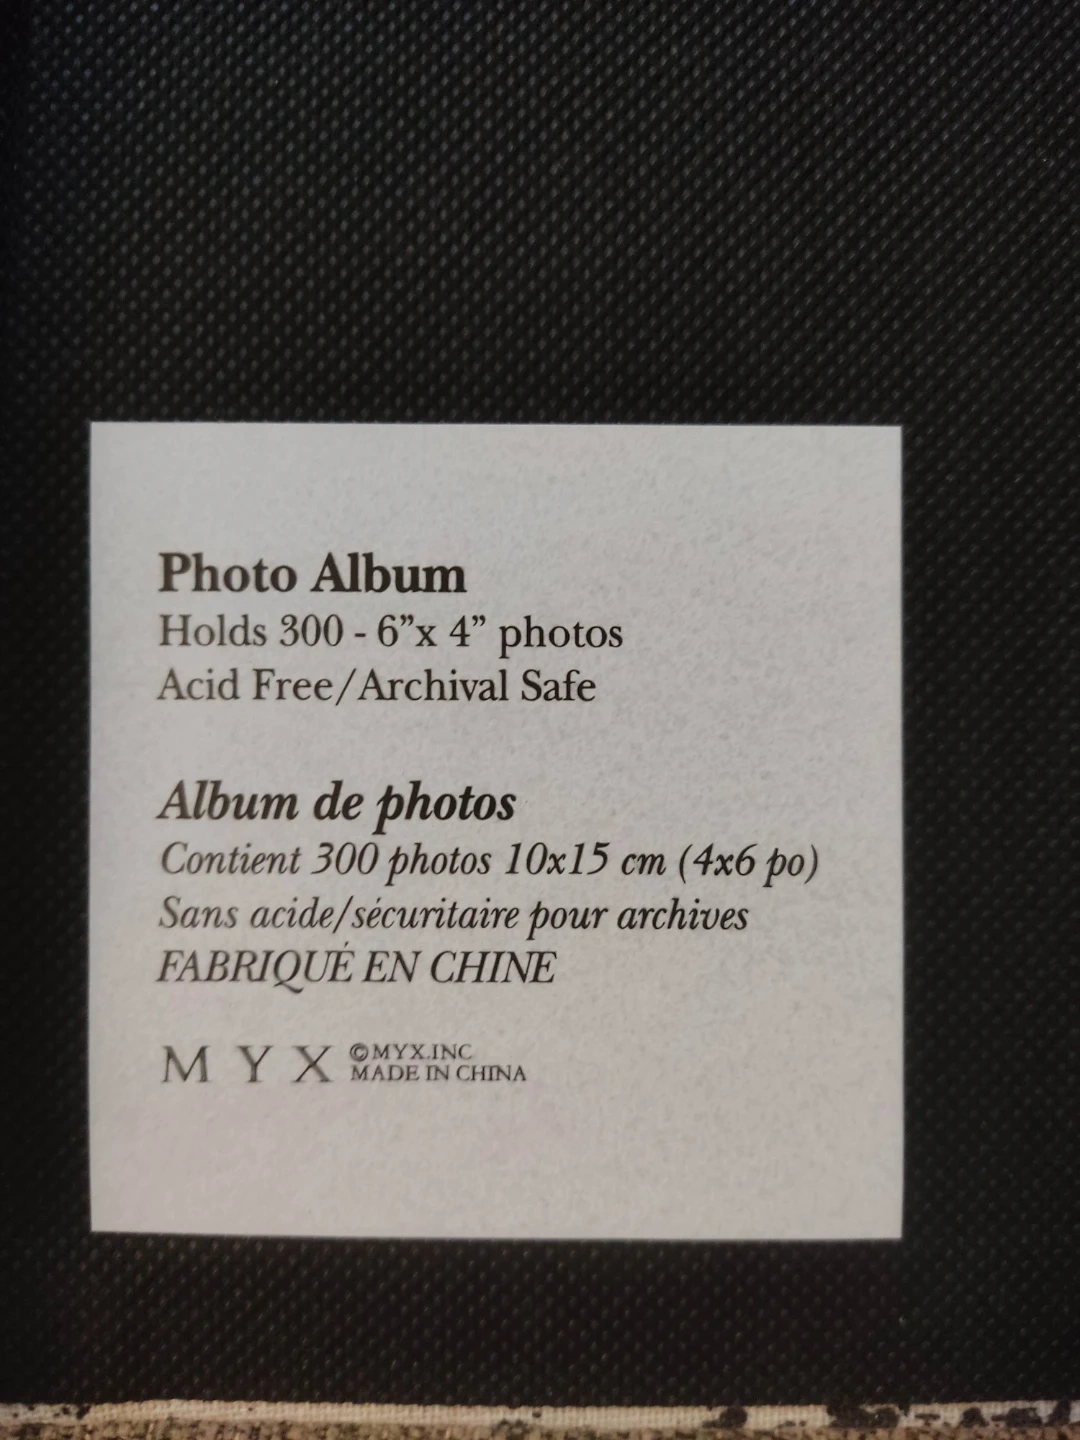 Photo Album
Holds 300 - 6”x 4” photos
Acid Free/Archival Safe
Album de photos
Contient 300 photos 10x15 cm (4x6 po)
Sans acide/sécuritaire pour archives
FABRIQUÉ EN CHINE
M Y X ©MYX.INC
MADE IN CHINA